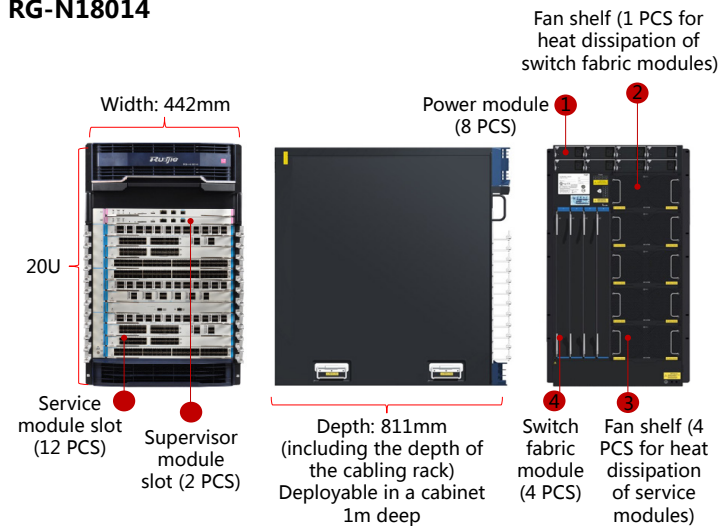 RG-N18014
Fan shelf (1 PCS for
heat dissipation of
switch fabric modules)
Width: 442mm
Power module
(8 PCS)
1
2
Ruijie
20U
4
3
Service
module slot
(12 PCS)
Supervisor
module
slot (2 PCS)
Depth: 811mm
(including the depth of
the cabling rack)
Deployable in a cabinet
1m deep
Switch
fabric
module
(4 PCS)
Fan shelf (4
PCS for heat
dissipation
of service
modules)